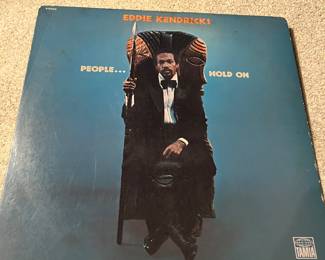 EDDIE KENDRICKS
PEOPLE... HOLD ON
TAMLA